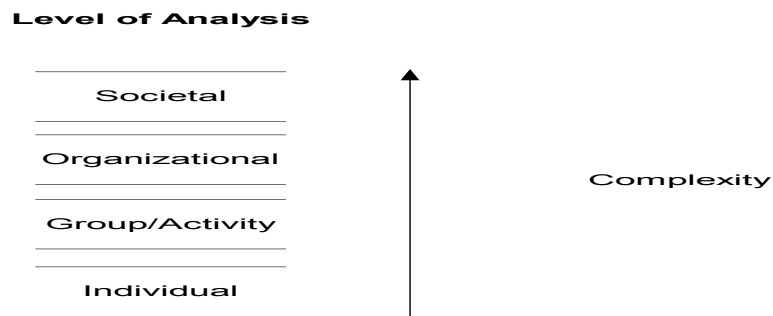 Level of Analysis
Societal
Organizational
Complexity
Group/Activity
Individual